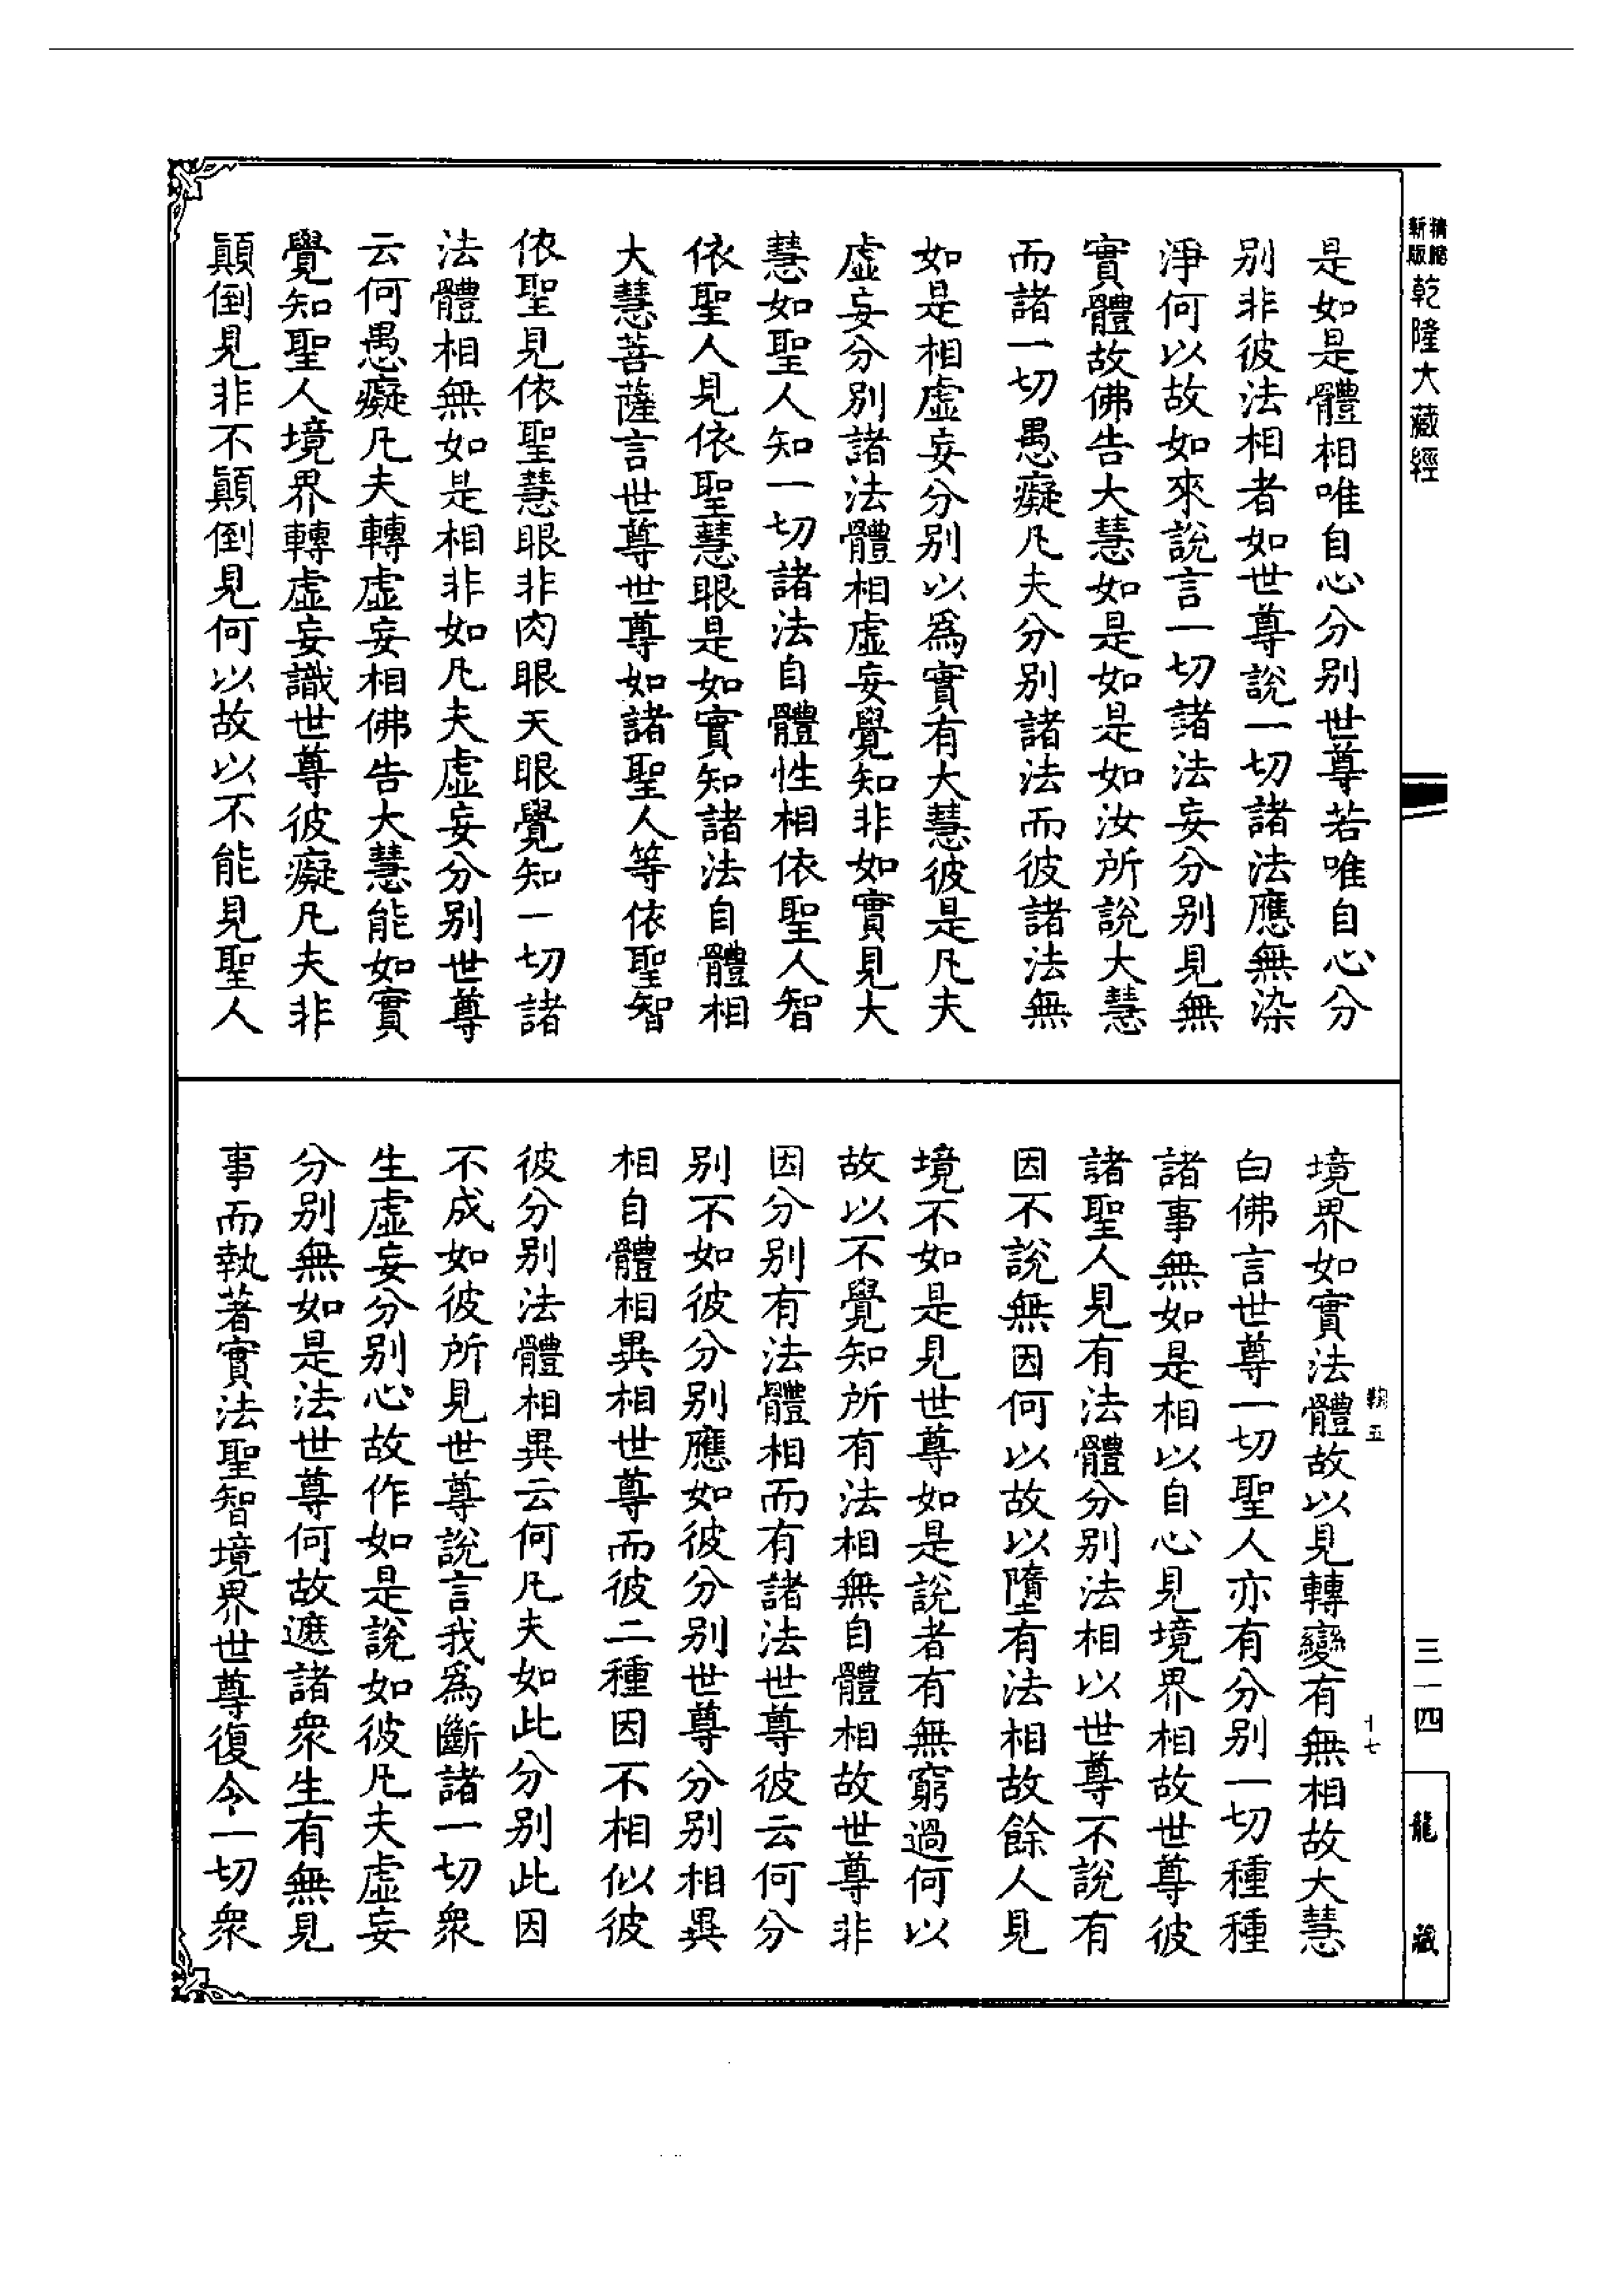 新版
乾隆大藏經
是如是體相唯自心分别世尊若唯自心分
别非彼法相者如世尊說一切諸法應無染
淨何以故如來說言一切諸法妄分别見無
實體故佛告大慧如是如是如汝所說大慧
而諸一切愚癡凡夫分别諸法而彼諸法無
如是相虛妄分别以爲實有大慧彼是凡夫
虛妄分别諸法體相虛妄覺知非如實見大
慧如聖人知一切諸法自體性相依聖人智
依聖人見依聖慧眼是如實知諸法自體相
大慧菩薩言世尊世尊如諸聖人等依聖智
依聖見依聖慧眼非肉眼天眼覺知一切諸
法體相無如是相非如凡夫虛妄分别世尊
云何愚癡凡夫轉虛妄相佛告大慧能如實
覺知聖人境界轉虛妄識世尊彼癡凡夫非
顛倒見非不顛倒見何以故以不能見聖人
境界如實法體故以見轉變有無相故大慧
白佛言世尊一切聖人亦有分别一切種種
諸事無如是相以自心見境界相故世尊彼
諸聖人見有法體分别法相以世尊不說有
因不說無因何以故以墮有法相故餘人見
境不如是見世尊如是說者有無窮過何以
故以不覺知所有法相無自體相故世尊非
因分别有法體相而有諸法世尊彼云何分
别不如彼分别應如彼分别世尊分别相異
相自體相異相世尊而彼二種因不相似彼
彼分别法體相異云何凡夫如此分别此因
不成如彼所見世尊說言我爲斷諸一切衆
生虛妄分别心故作如是說如彼凡夫虛妄
分别無如是法世尊何故遮諸衆生有無見
事而執著實法聖智境界世尊復令一切衆
五
十七
三一四
龍藏